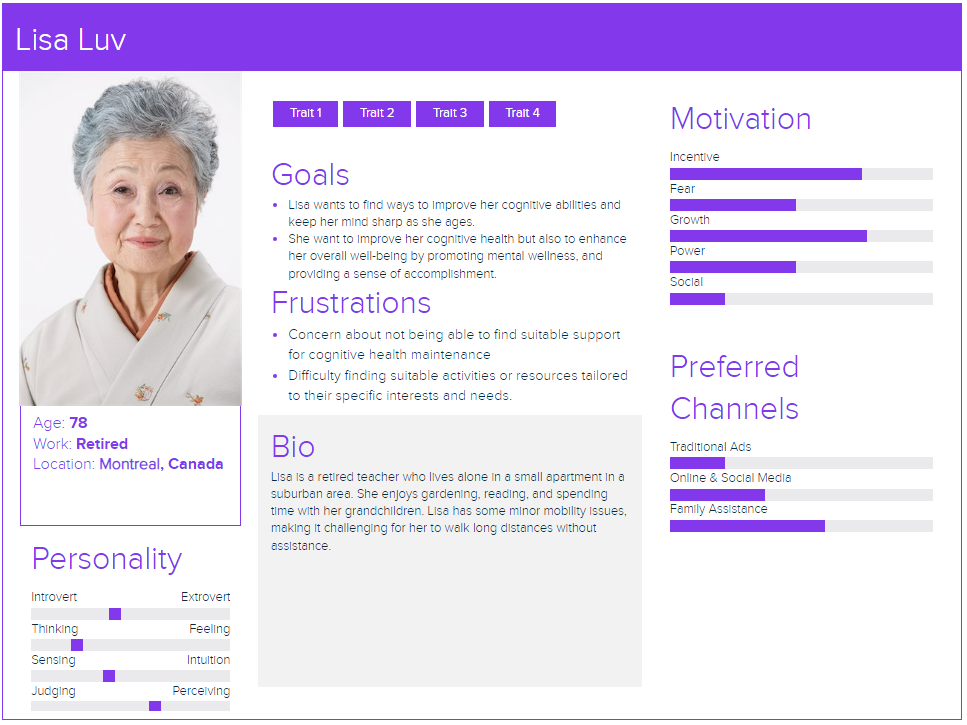 Lisa Luv
Trait 1
Trait 2
Trait 3
Trait 4
Goals
Lisa wants to find ways to improve her cognitive abilities and
keep her mind sharp as she ages.
She want to improve her cognitive health but also to enhance
her overall well-being by promoting mental wellness, and
providing a sense of accomplishment.
Frustrations
Concern about not being able to find suitable support
for cognitive health maintenance
Difficulty finding suitable activities or resources tailored
to their specific interests and needs.
Bio
Lisa is a retired teacher who lives alone in a small apartment in a
suburban area. She enjoys gardening, reading, and spending
time with her grandchildren. Lisa has some minor mobility issues,
making it challenging for her to walk long distances without
assistance.
Age: 78
Work: Retired
Location: Montreal, Canada
Personality
Introvert Extrovert
Thinking Feeling
Sensing Intuition
Judging Perceiving
Motivation
Incentive
Fear
Growth
Power
Social
Preferred
Channels
Traditional Ads
Online & Social Media
Family Assistance